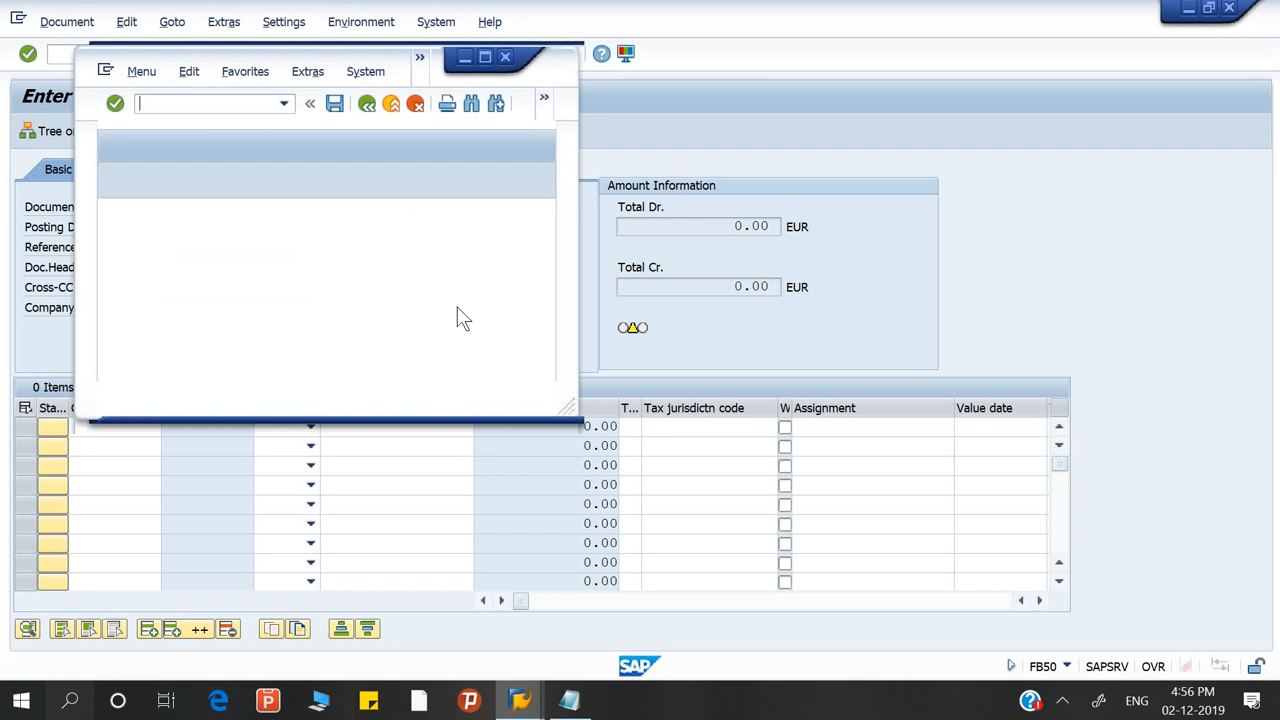 Document Edit Goto Extras Settings Environment System Help
»
Menu Edit Favorites Extras System
« »
Enter
Tree o
Basic
Amount Information
Documen
Total Dr.
Posting D
0.00 EUR
Reference
Doc.Head
Total Cr.
Cross-CC
0.00 EUR
Company
0 Items
Sta... T... Tax jurisdictn code W Assignment Value date
0.00
0.00
0.00
0.00
0.00
0.00
0.00
0.00
0.00
++
SAP FB50 SAPSRV OVR
ENG 4:56 PM
02-12-2019